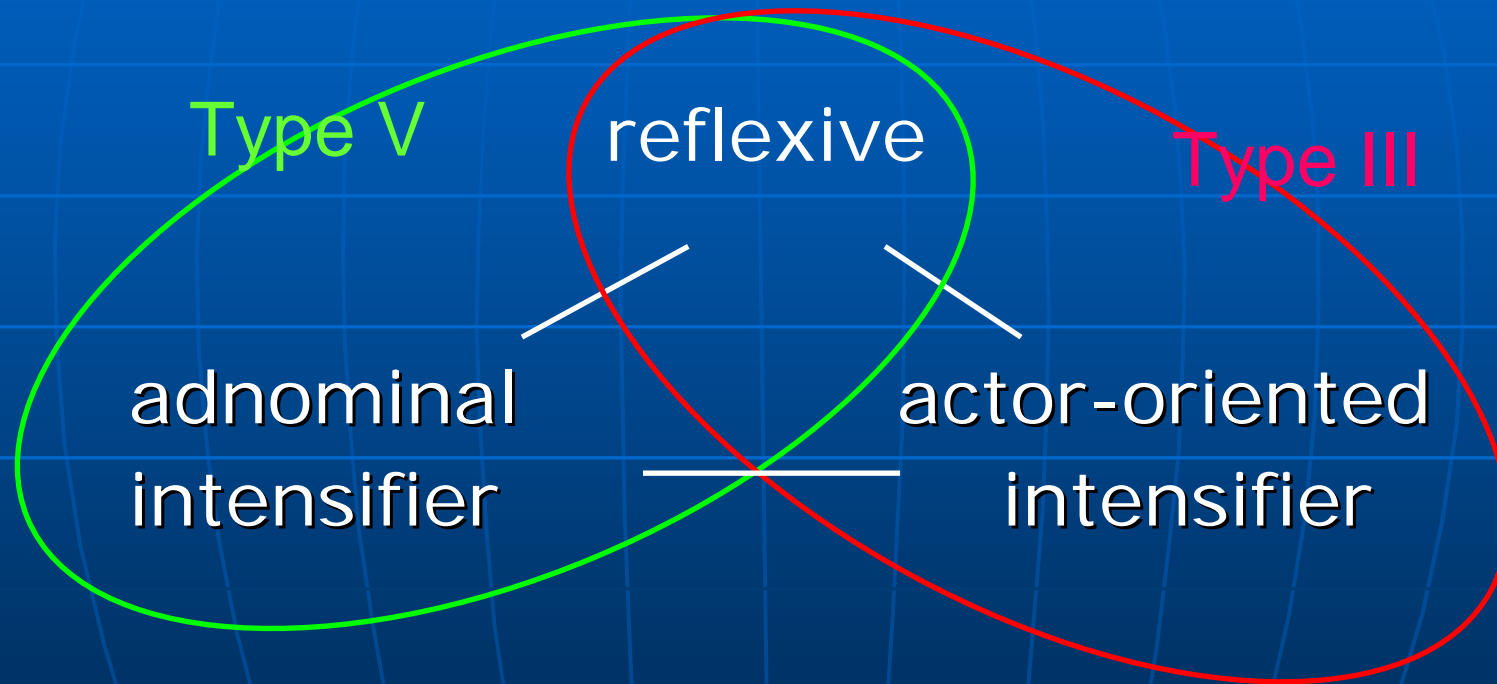 Type V
reflexive
Type III
adnominal
intensifier
actor-oriented
intensifier